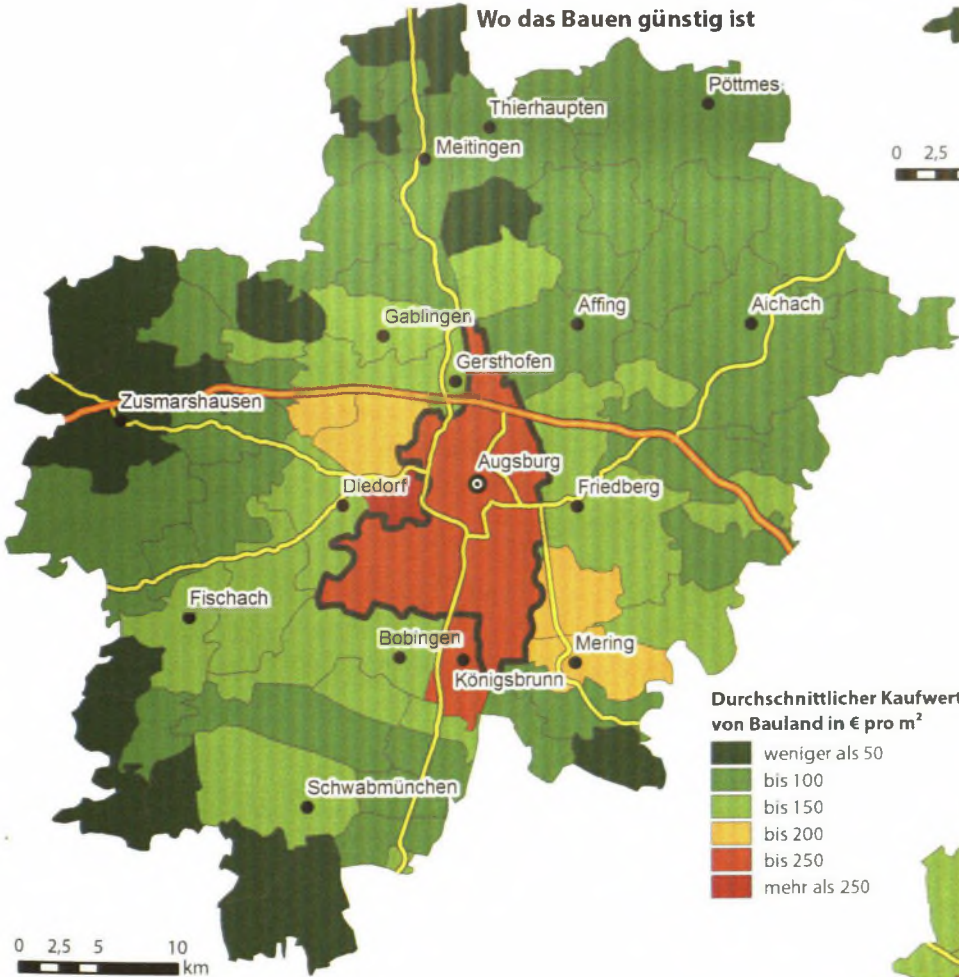 Wo das Bauen günstig ist
Pöttmes
Thierhaupten
Meitingen
0 2,5
Gablingen
Affing
Aichach
Gersthofen
Zusmarshausen
Augsburg
Diedorf
Friedberg
Fischach
Bobingen
Mering
Königsbrunn
Durchschnittlicher Kaufwert
von Bauland in € pro m²
weniger als 50
bis 100
bis 150
bis 200
bis 250
mehr als 250
Schwabmünchen
0 2,5 5 10
km